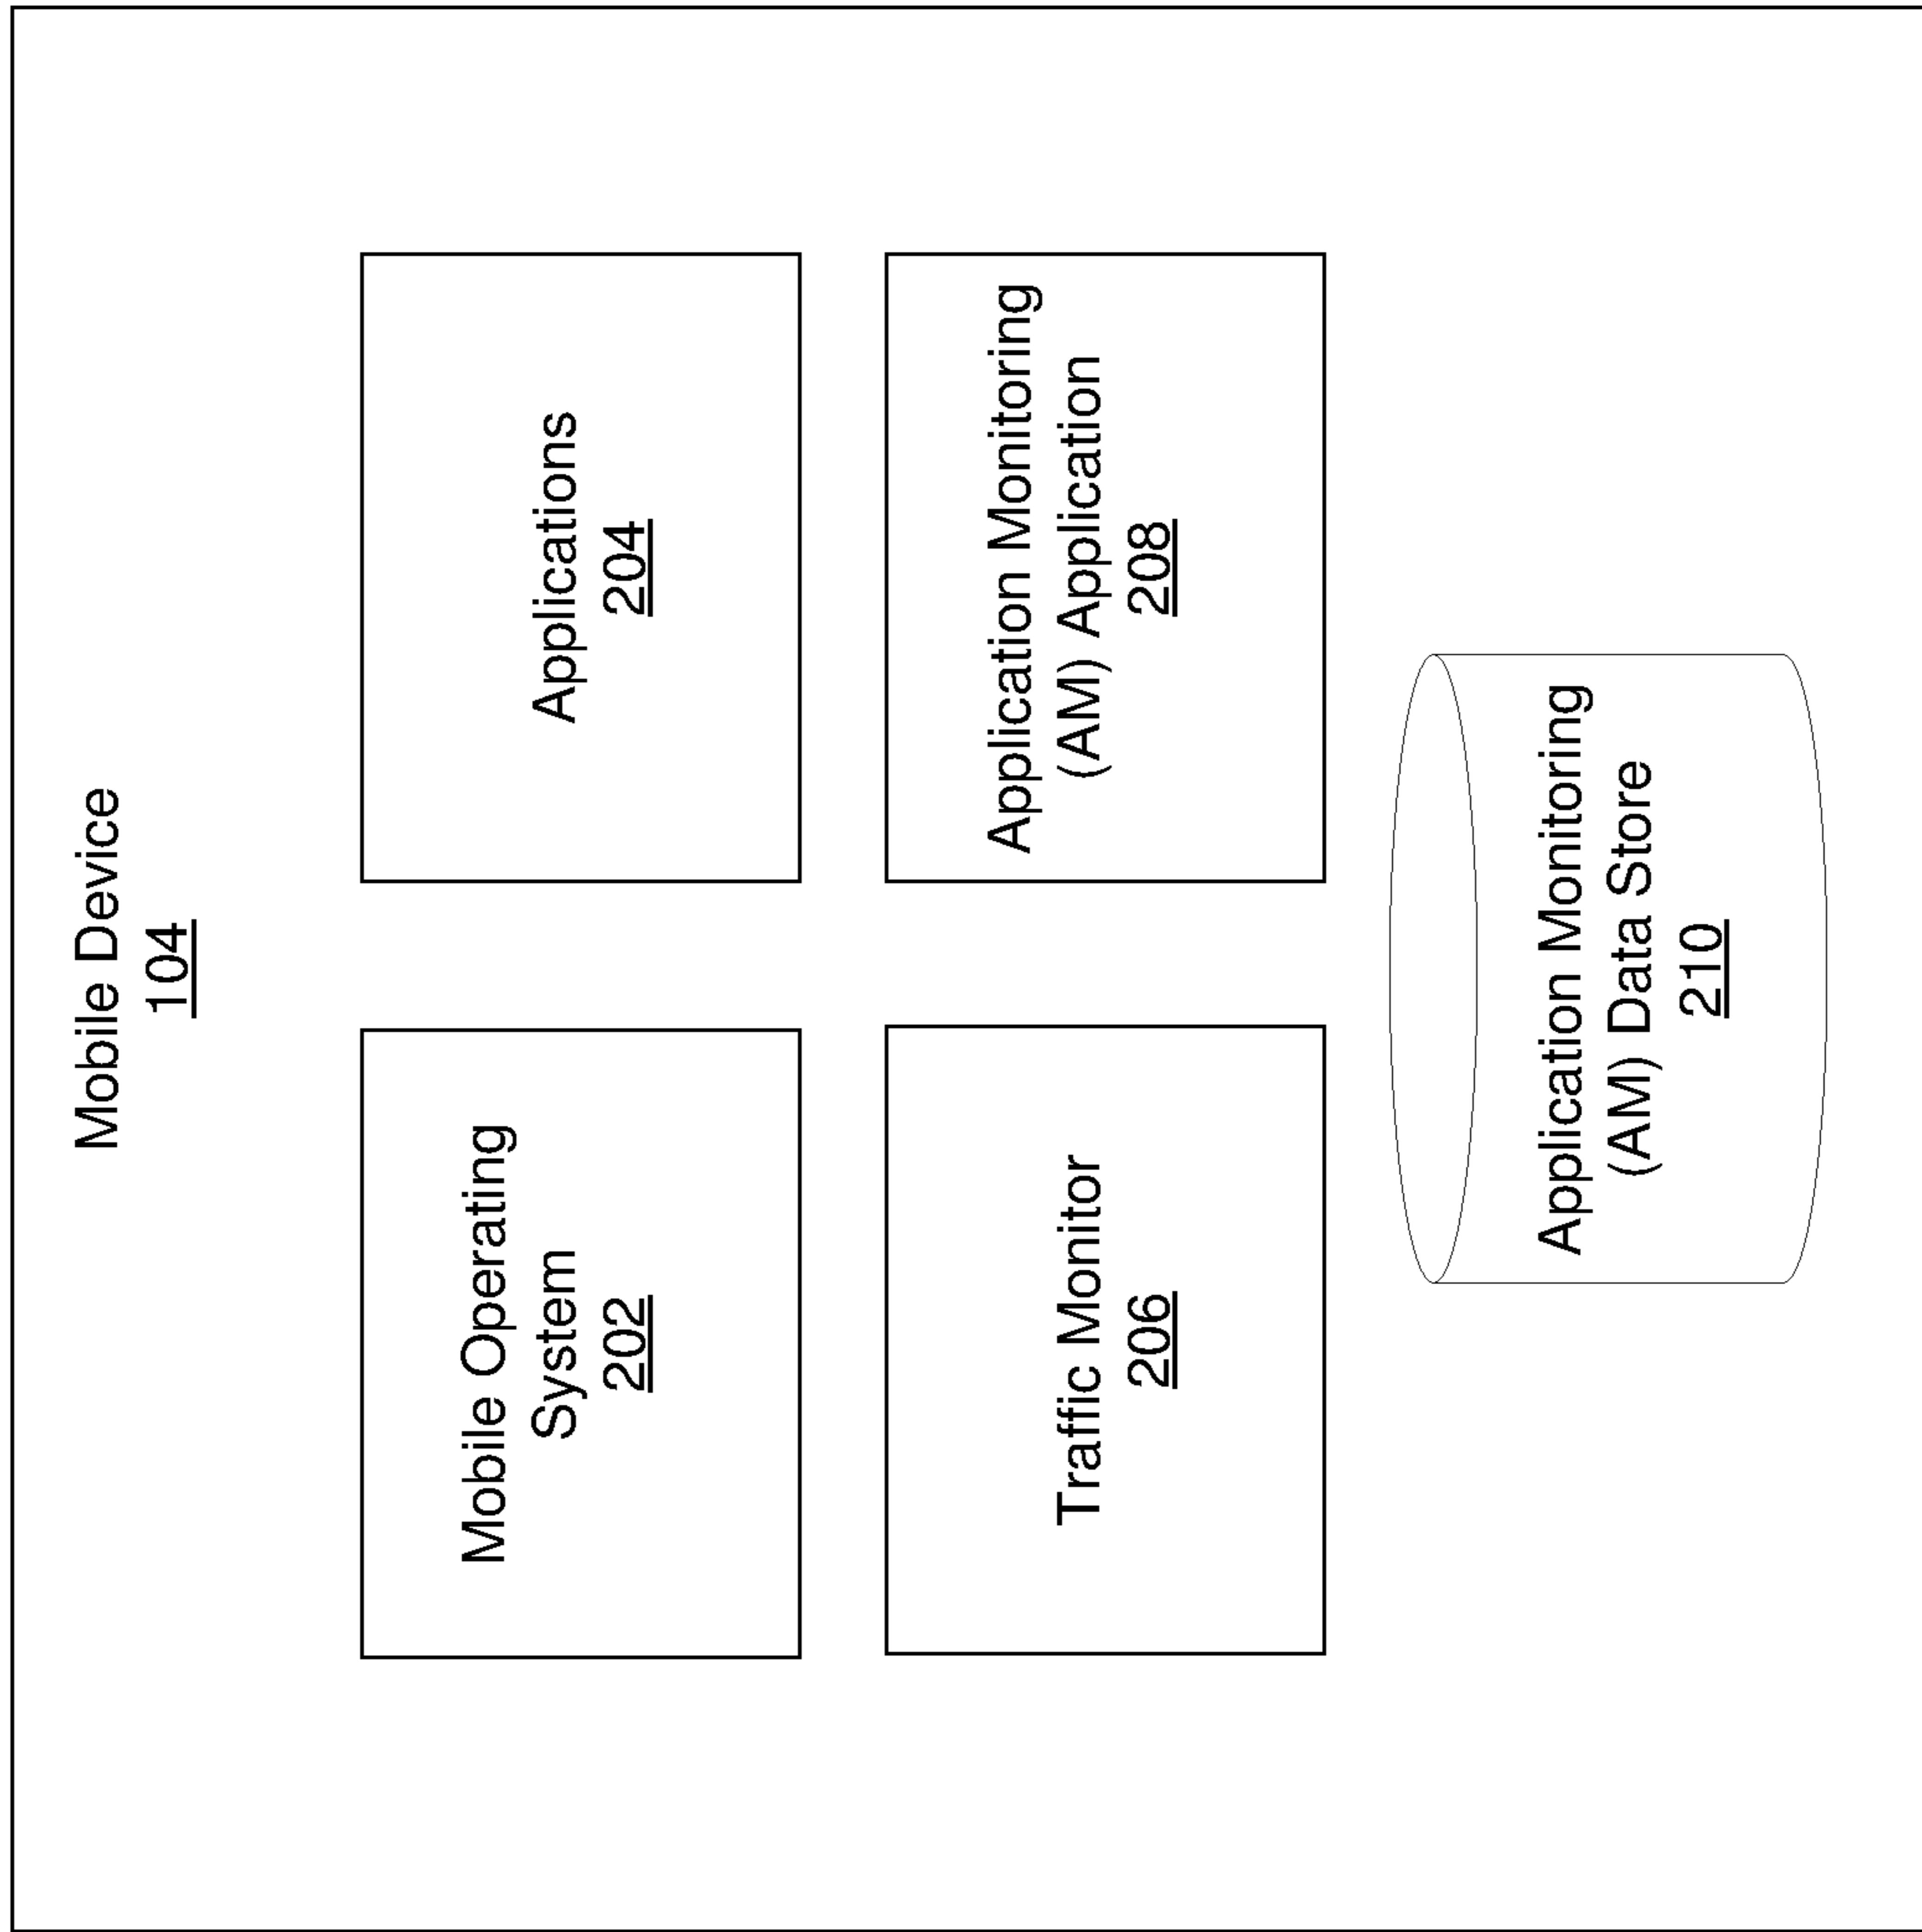 Mobile Device
104
Mobile Operating
System
202
Applications
204
Traffic Monitor
206
Application Monitoring
(AM) Application
208
Application Monitoring
(AM) Data Store
210